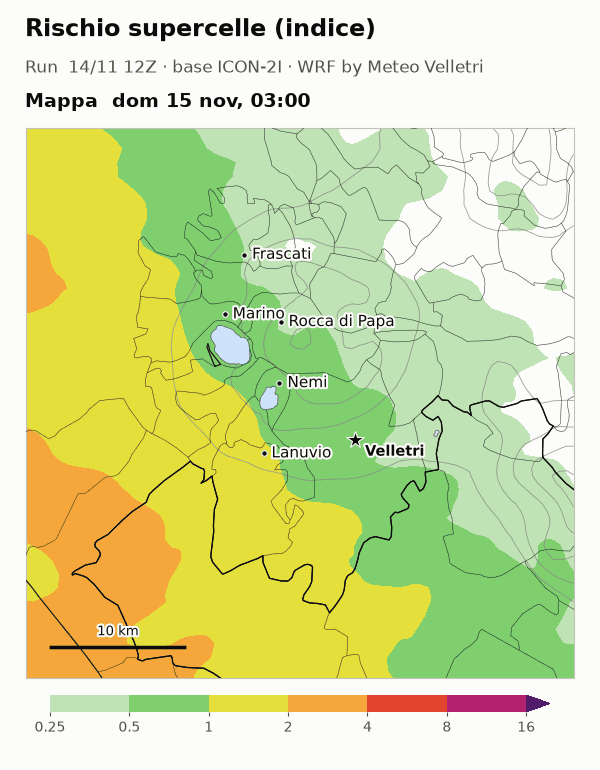 Rischio supercelle (indice)
Run  14/11 12Z · base ICON-2I · WRF by Meteo Velletri
Mappa  dom 15 nov, 03:00
Frascati
Marino
Rocca di Papa
Nemi
Velletri
Lanuvio
10 km
0.25 0.5 1 2 4 8 16